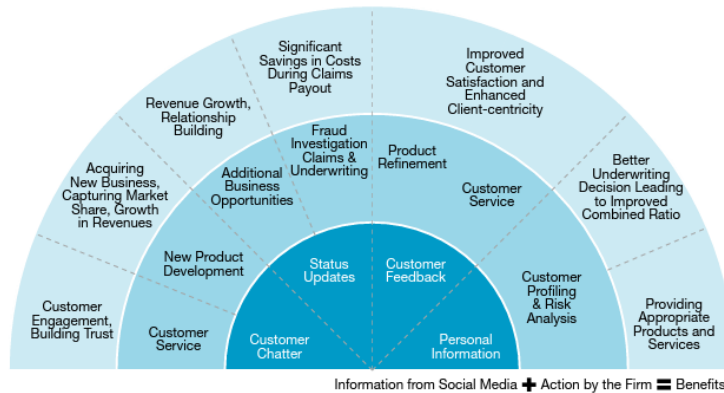 Significant
Savings in Costs
During Claims
Payout
Improved
Customer
Satisfaction and
Enhanced
Client-centricity
Revenue Growth,
Relationship
Building
Fraud
Investigation
Claims &
Underwriting
Product
Refinement
Acquiring
New Business,
Capturing Market
Share, Growth
in Revenues
Additional
Business
Opportunities
Customer
Service
Better
Underwriting
Decision Leading
to Improved
Combined Ratio
New Product
Development
Status
Updates
Customer
Feedback
Customer
Profiling
& Risk
Analysis
Customer
Engagement,
Building Trust
Customer
Service
Customer
Chatter
Personal
Information
Providing
Appropriate
Products and
Services
Information from Social Media + Action by the Firm = Benefits